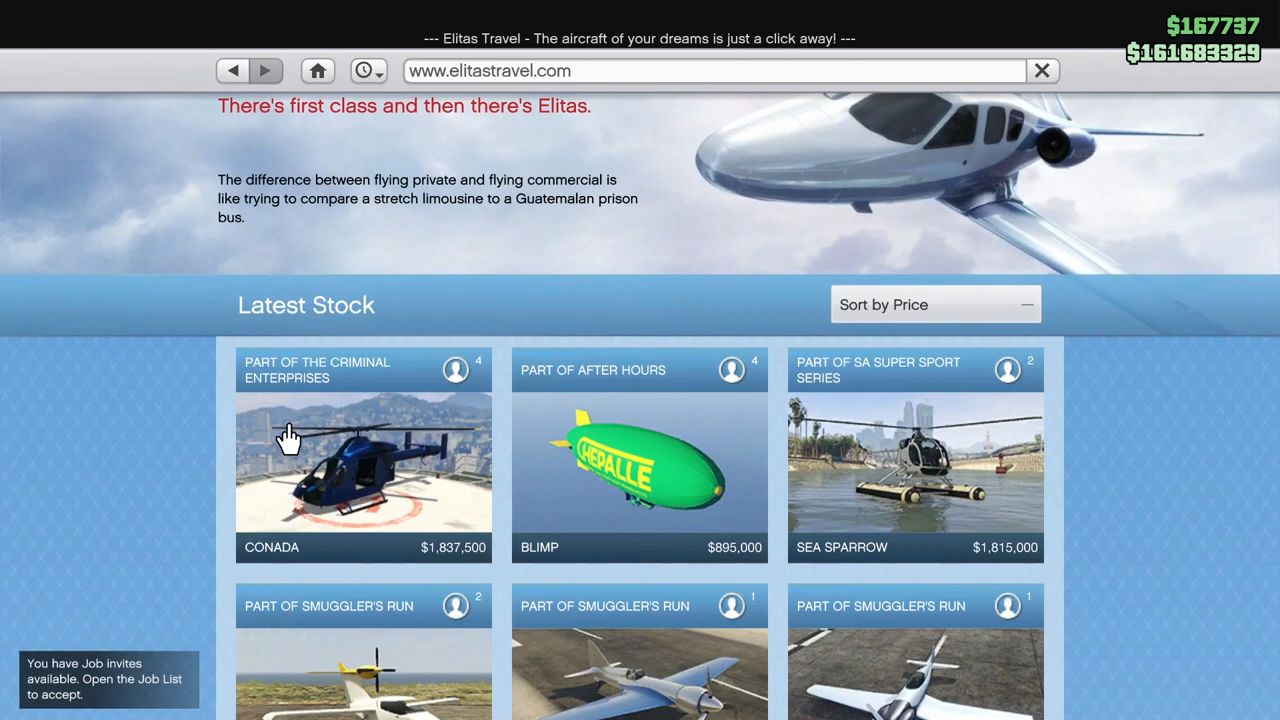 --- Elitas Travel - The aircraft of your dreams is just a click away! ---
$167737
$161683329
www.elitastravel.com
There's first class and then there's Elitas.
The difference between flying private and flying commercial is
like trying to compare a stretch limousine to a Guatemalan prison
bus.
Latest Stock
Sort by Price
PART OF THE CRIMINAL
ENTERPRISES
4
PART OF AFTER HOURS
4
PART OF SA SUPER SPORT
SERIES
2
CHEPALLE
CONADA
$1,837,500
BLIMP
$895,000
SEA SPARROW
$1,815,000
PART OF SMUGGLER'S RUN
2
PART OF SMUGGLER'S RUN
1
PART OF SMUGGLER'S RUN
1
You have Job invites
available. Open the Job List
to accept.